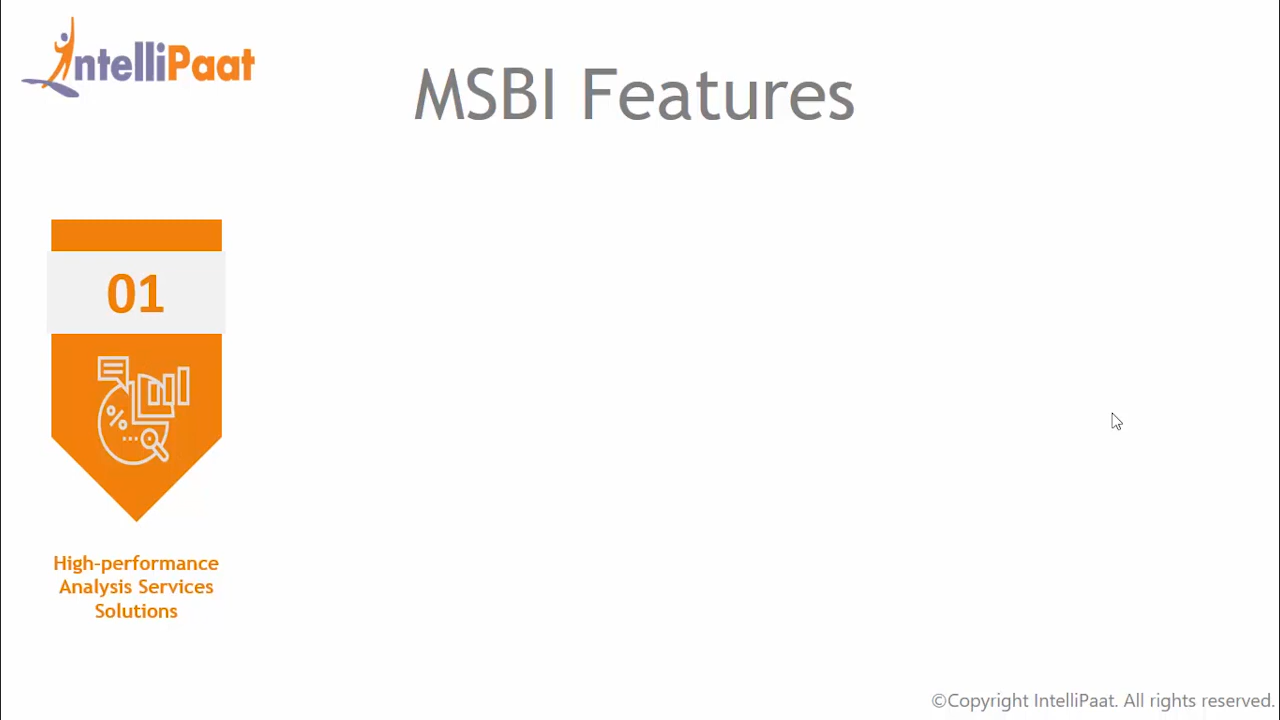 IntelliPaat
MSBI Features
01
%
High-performance
Analysis Services
Solutions
©Copyright IntelliPaat. All rights reserved.